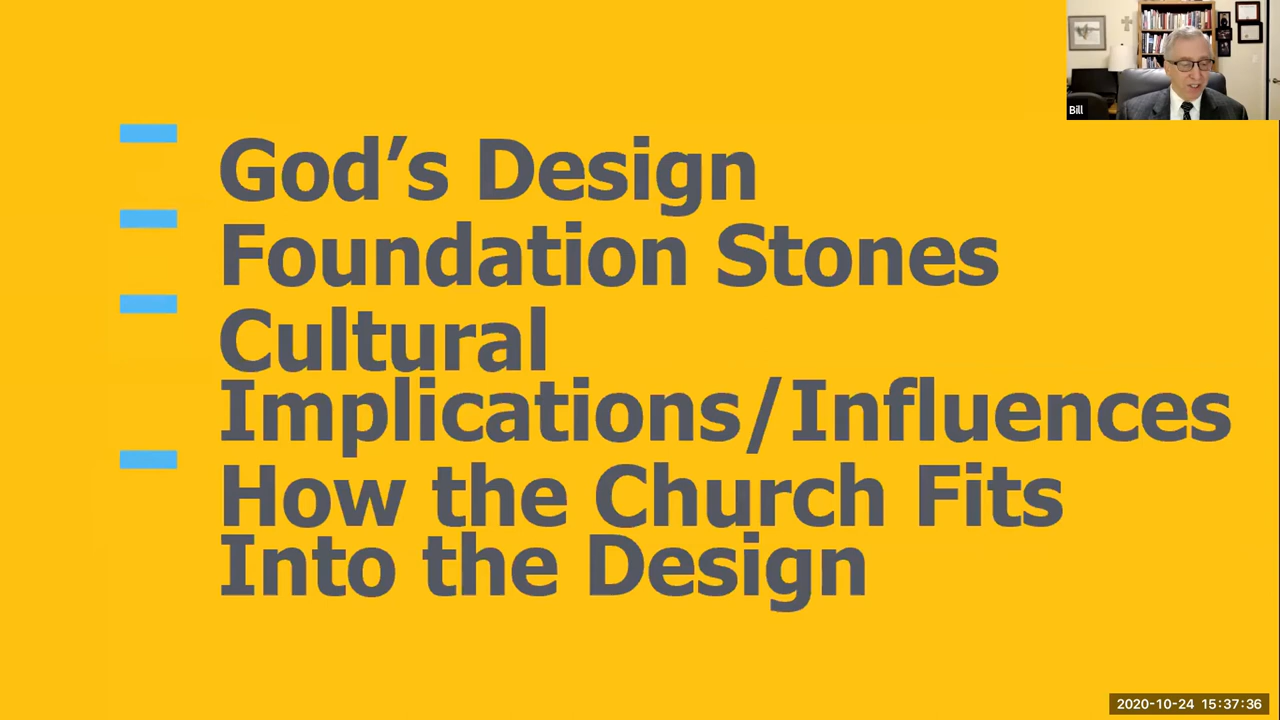 Bill
God’s Design
Foundation Stones
Cultural
Implications/Influences
How the Church Fits
Into the Design
2020-10-24 15:37:36